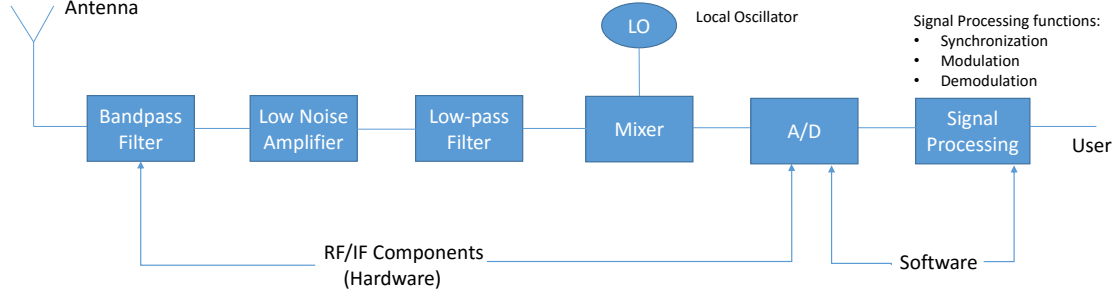 Antenna
LO
Local Oscillator
Signal Processing functions:
• Synchronization
• Modulation
• Demodulation
Bandpass
Filter
Low Noise
Amplifier
Low-pass
Filter
Mixer
A/D
Signal
Processing
User
RF/IF Components
(Hardware)
Software